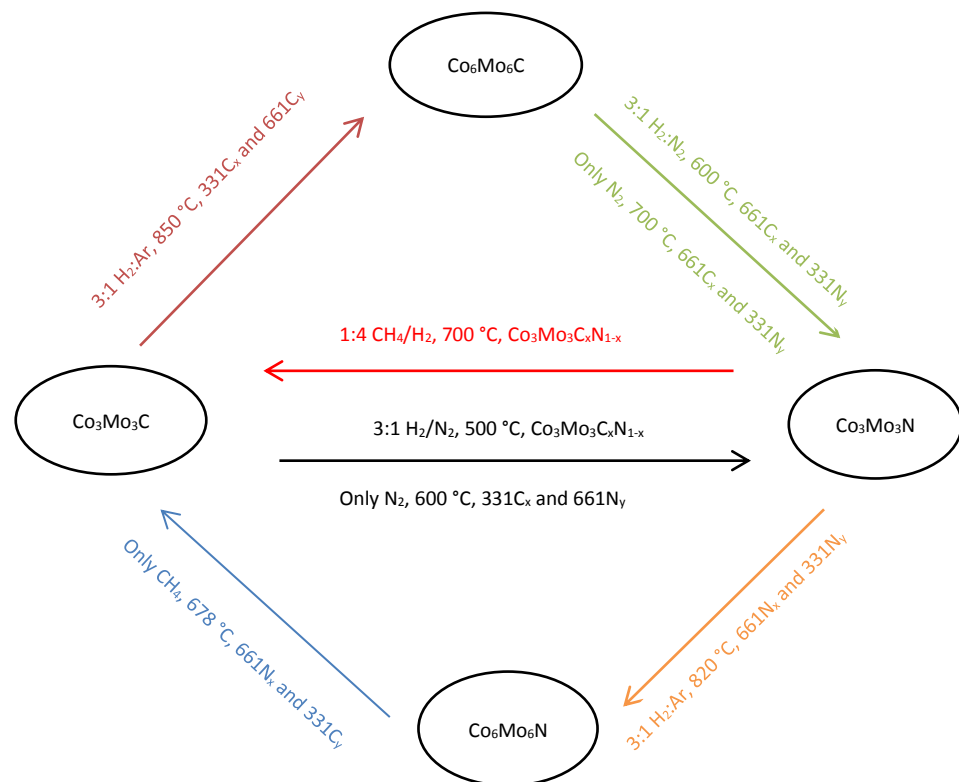 Co₆Mo₆C
3:1 H₂:Ar, 850 °C, 331Cₓ and 661Cᵧ
3:1 H₂:N₂, 600 °C, 661Cₓ and 331Nᵧ
Only N₂, 700 °C, 661Cₓ and 331Nᵧ
1:4 CH₄/H₂, 700 °C, Co₃Mo₃CₓN₁₋ₓ
Co₃Mo₃C
3:1 H₂/N₂, 500 °C, Co₃Mo₃CₓN₁₋ₓ
Co₃Mo₃N
Only N₂, 600 °C, 331Cₓ and 661Nᵧ
Only CH₄, 678 °C, 661Nₓ and 331Cᵧ
3:1 H₂:Ar, 820 °C, 661Nₓ and 331Nᵧ
Co₆Mo₆N